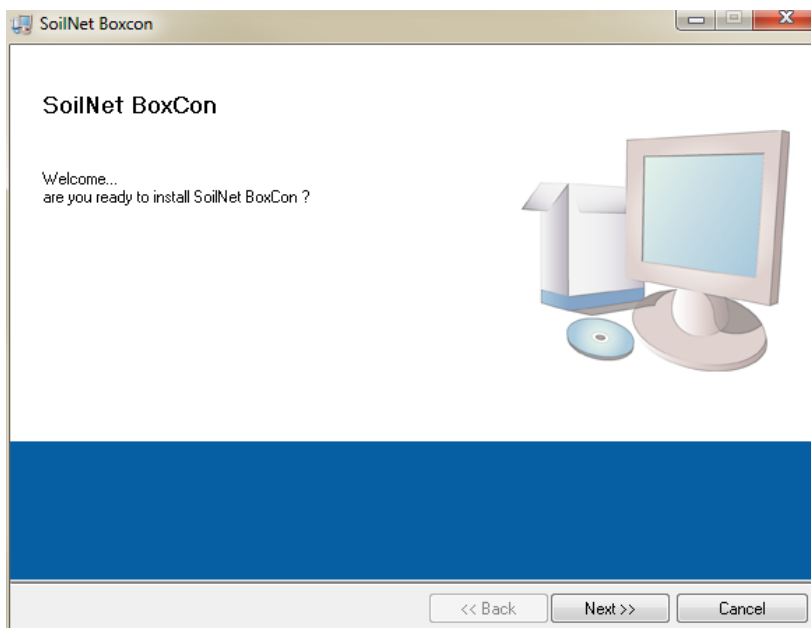 SoilNet Boxcon
SoilNet BoxCon
Welcome...
are you ready to install SoilNet BoxCon ?
<< Back
Next >>
Cancel